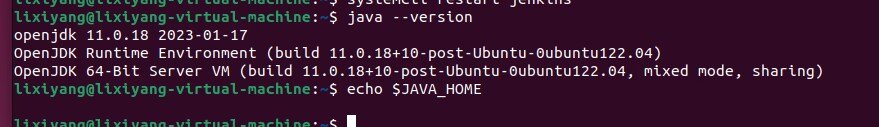 lixiyang@lixiyang-virtual-machine:~$ systemctl restart jenkins
lixiyang@lixiyang-virtual-machine:~$ java --version
openjdk 11.0.18 2023-01-17
OpenJDK Runtime Environment (build 11.0.18+10-post-Ubuntu-0ubuntu122.04)
OpenJDK 64-Bit Server VM (build 11.0.18+10-post-Ubuntu-0ubuntu122.04, mixed mode, sharing)
lixiyang@lixiyang-virtual-machine:~$ echo $JAVA_HOME
lixiyang@lixiyang-virtual-machine:~$